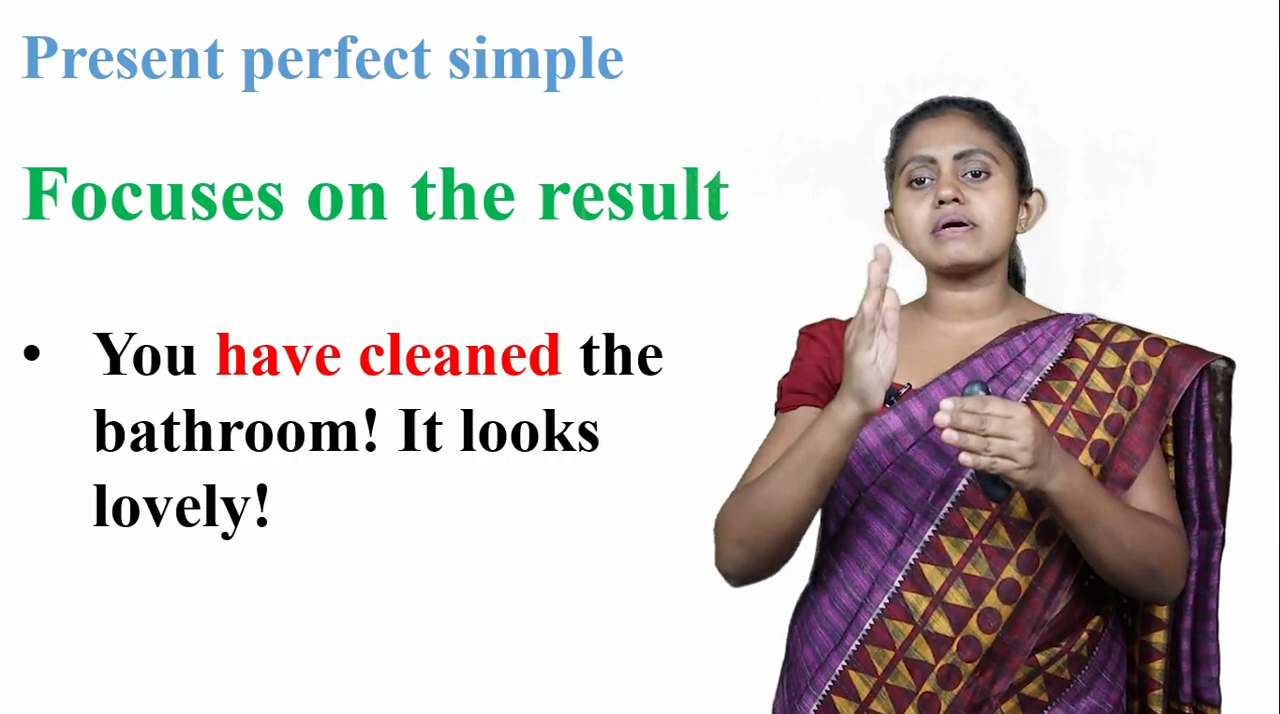 Present perfect simple
Focuses on the result
• You have cleaned the
bathroom! It looks
lovely!